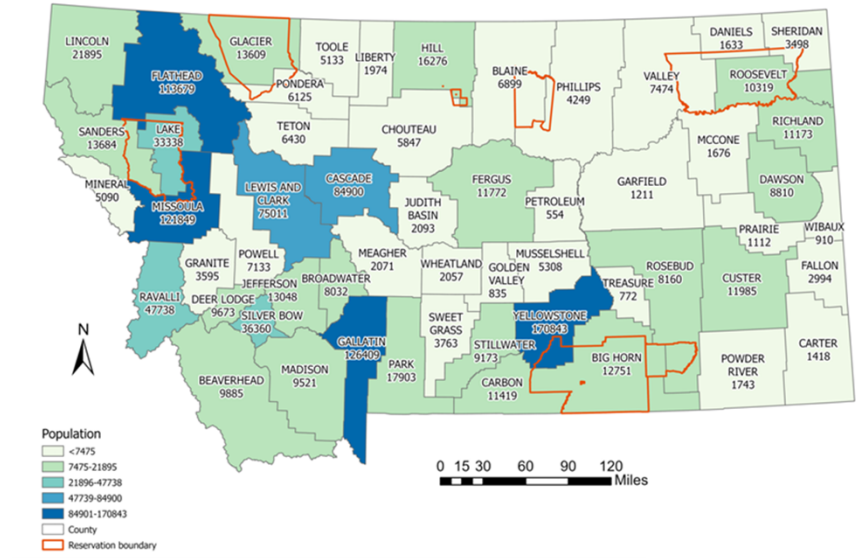 LINCOLN
21895
FLATHEAD
113679
GLACIER
13609
TOOLE
5133
LIBERTY
1974
HILL
16276
BLAINE
6899
PHILLIPS
4249
VALLEY
7474
DANIELS
1633
SHERIDAN
3498
ROOSEVELT
10319
PONDERA
6125
TETON
6430
CHOUTEAU
5847
RICHLAND
11173
MCCONE
1676
SANDERS
13684
LAKE
33338
MINERAL
5090
MISSOULA
121849
LEWIS AND
CLARK
75011
CASCADE
84900
JUDITH
BASIN
2093
FERGUS
11772
PETROLEUM
554
GARFIELD
1211
DAWSON
8810
PRAIRIE
1112
WIBAUX
910
GRANITE
3595
POWELL
7133
MEAGHER
2071
WHEATLAND
2057
GOLDEN
VALLEY
835
MUSSELSHELL
5308
TREASURE
772
ROSEBUD
8160
CUSTER
11985
FALLON
2994
RAVALLI
47738
DEER LODGE
9673
JEFFERSON
13048
BROADWATER
8032
SILVER BOW
36360
GALLATIN
126409
PARK
17903
SWEET
GRASS
3763
STILLWATER
9173
YELLOWSTONE
170843
BIG HORN
12751
CARBON
11419
POWDER
RIVER
1743
CARTER
1418
BEAVERHEAD
9885
MADISON
9521
N
Population
<7475
7475-21895
21896-47738
47739-84900
84901-170843
County
Reservation boundary
0 15 30 60 90 120
Miles